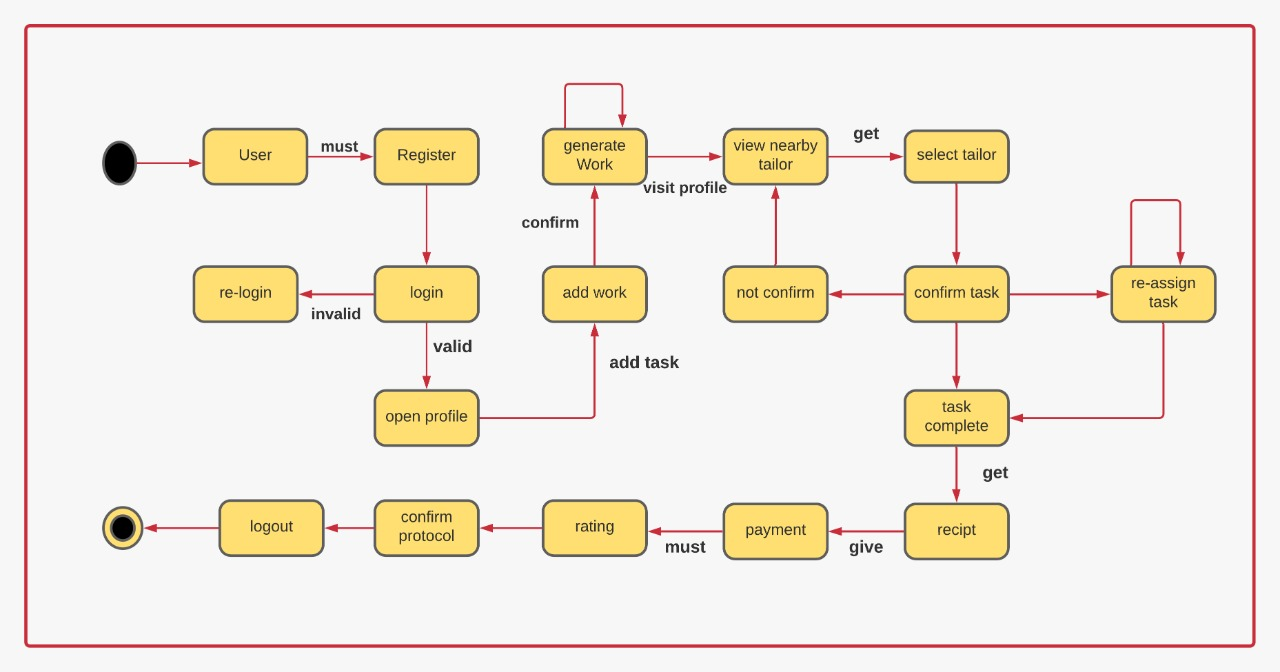 User
must
Register
generate
Work
visit profile
view nearby
tailor
get
select tailor
confirm
re-login
invalid
login
add work
not confirm
confirm task
re-assign
task
valid
add task
open profile
task
complete
get
logout
confirm
protocol
rating
must
payment
give
recipt